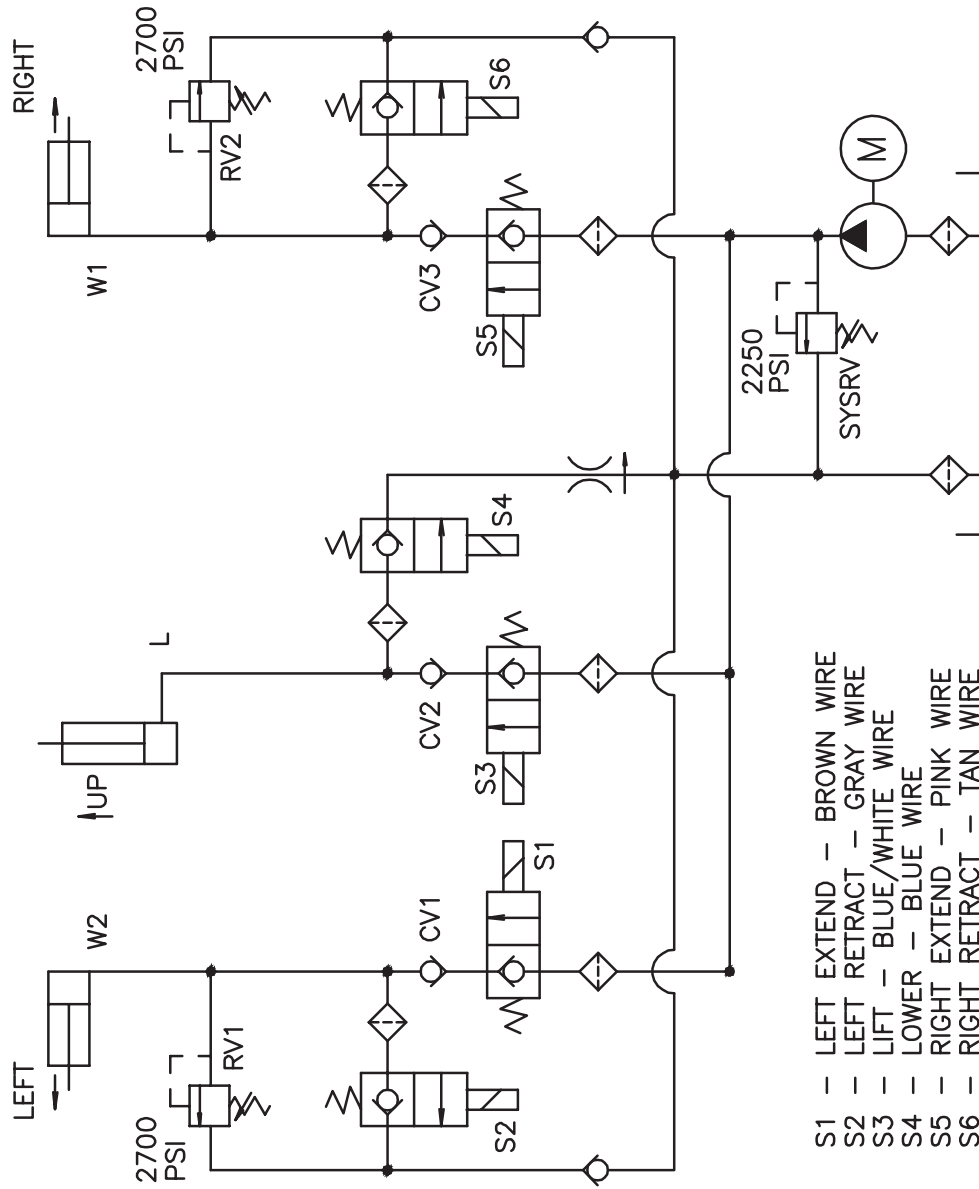 LEFT
UP
RIGHT
W2
L
W1
2700
PSI
RV1
2700
PSI
RV2
S2
S4
S6
CV1
CV2
CV3
S1
S3
S5
2250
PSI
SYSRV
M
S1 – LEFT EXTEND – BROWN WIRE
S2 – LEFT RETRACT – GRAY WIRE
S3 – LIFT – BLUE/WHITE WIRE
S4 – LOWER – BLUE WIRE
S5 – RIGHT EXTEND – PINK WIRE
S6 – RIGHT RETRACT – TAN WIRE